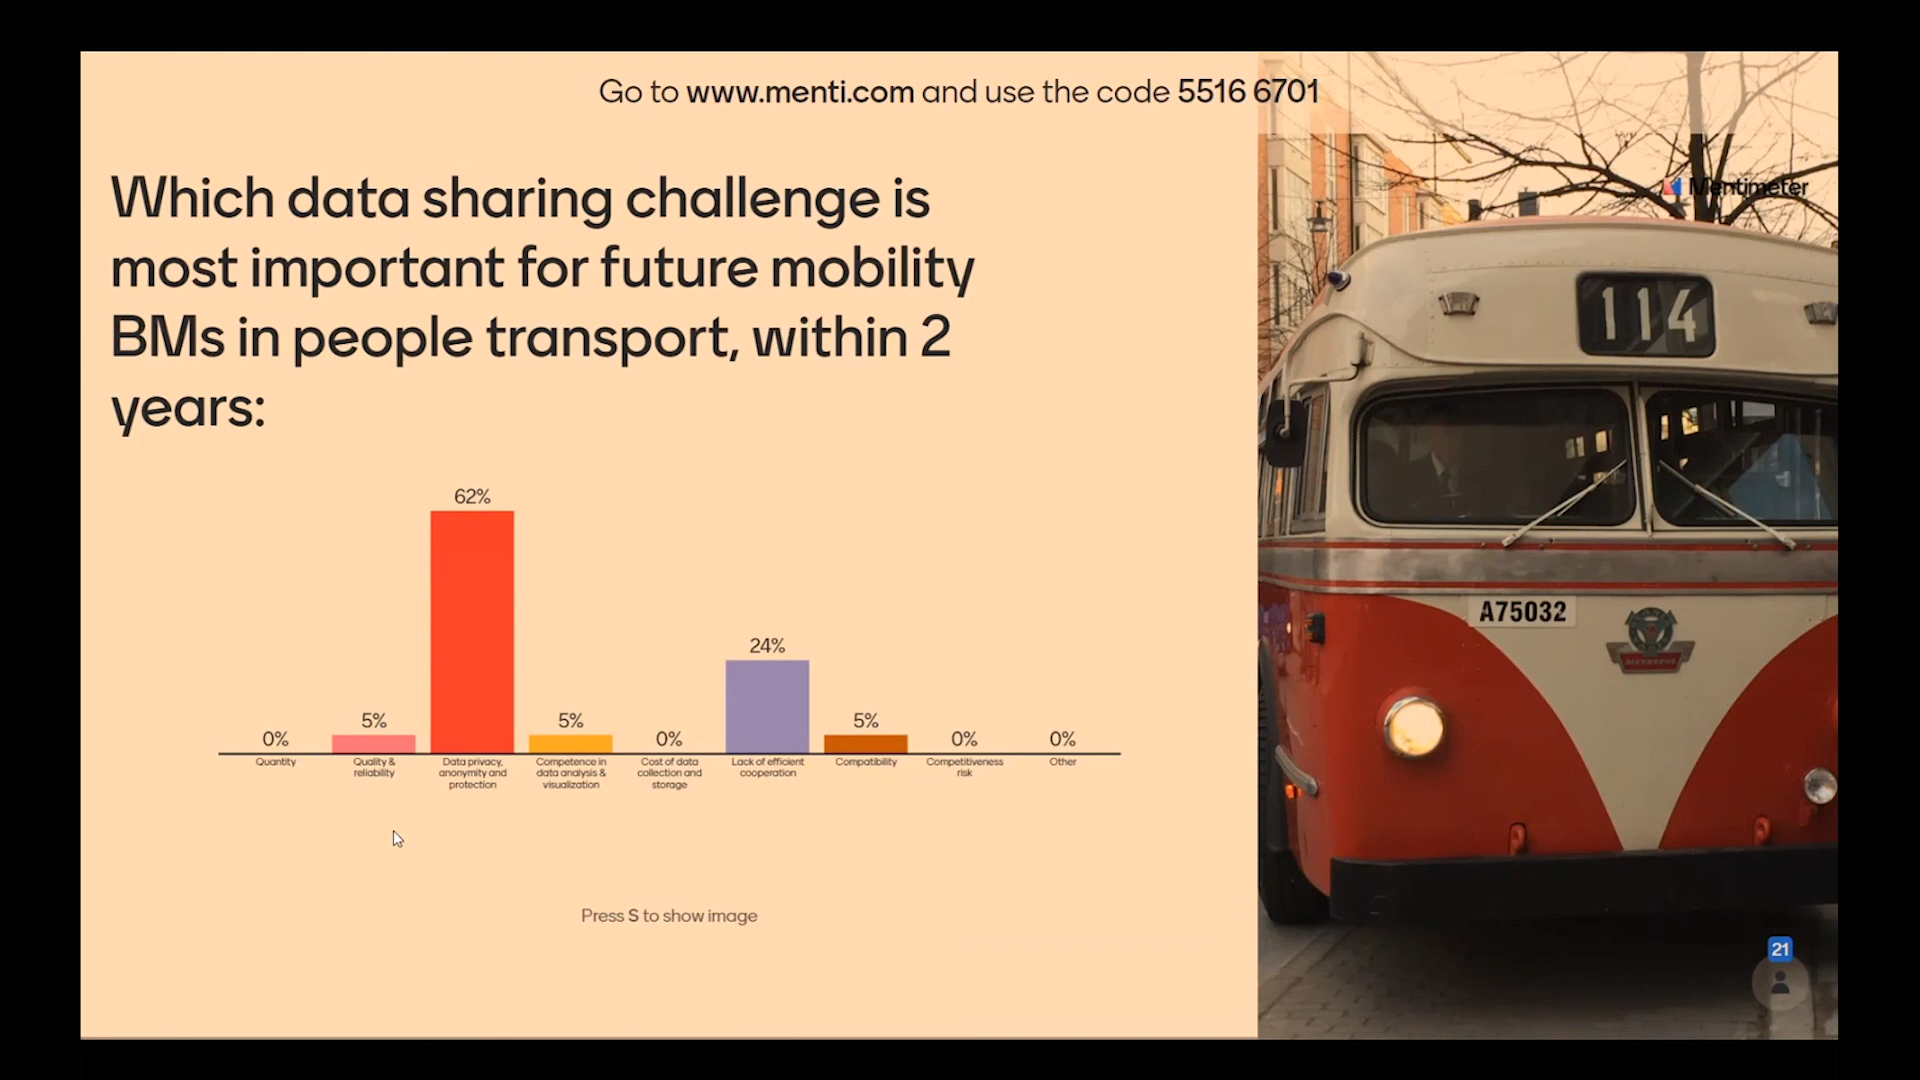 Go to www.menti.com and use the code 5516 6701
Mentimeter
Which data sharing challenge is
most important for future mobility
BMs in people transport, within 2
years:
114
62%
24%
5%
5%
5%
0%
0%
0%
0%
Quantity
Quality &
reliability
Data privacy,
anonymity and
protection
Competence in
data analysis &
visualization
Cost of data
collection and
storage
Lack of efficient
cooperation
Compatibility
Competitiveness
risk
Other
A75032
METROPOL
Press S to show image
21